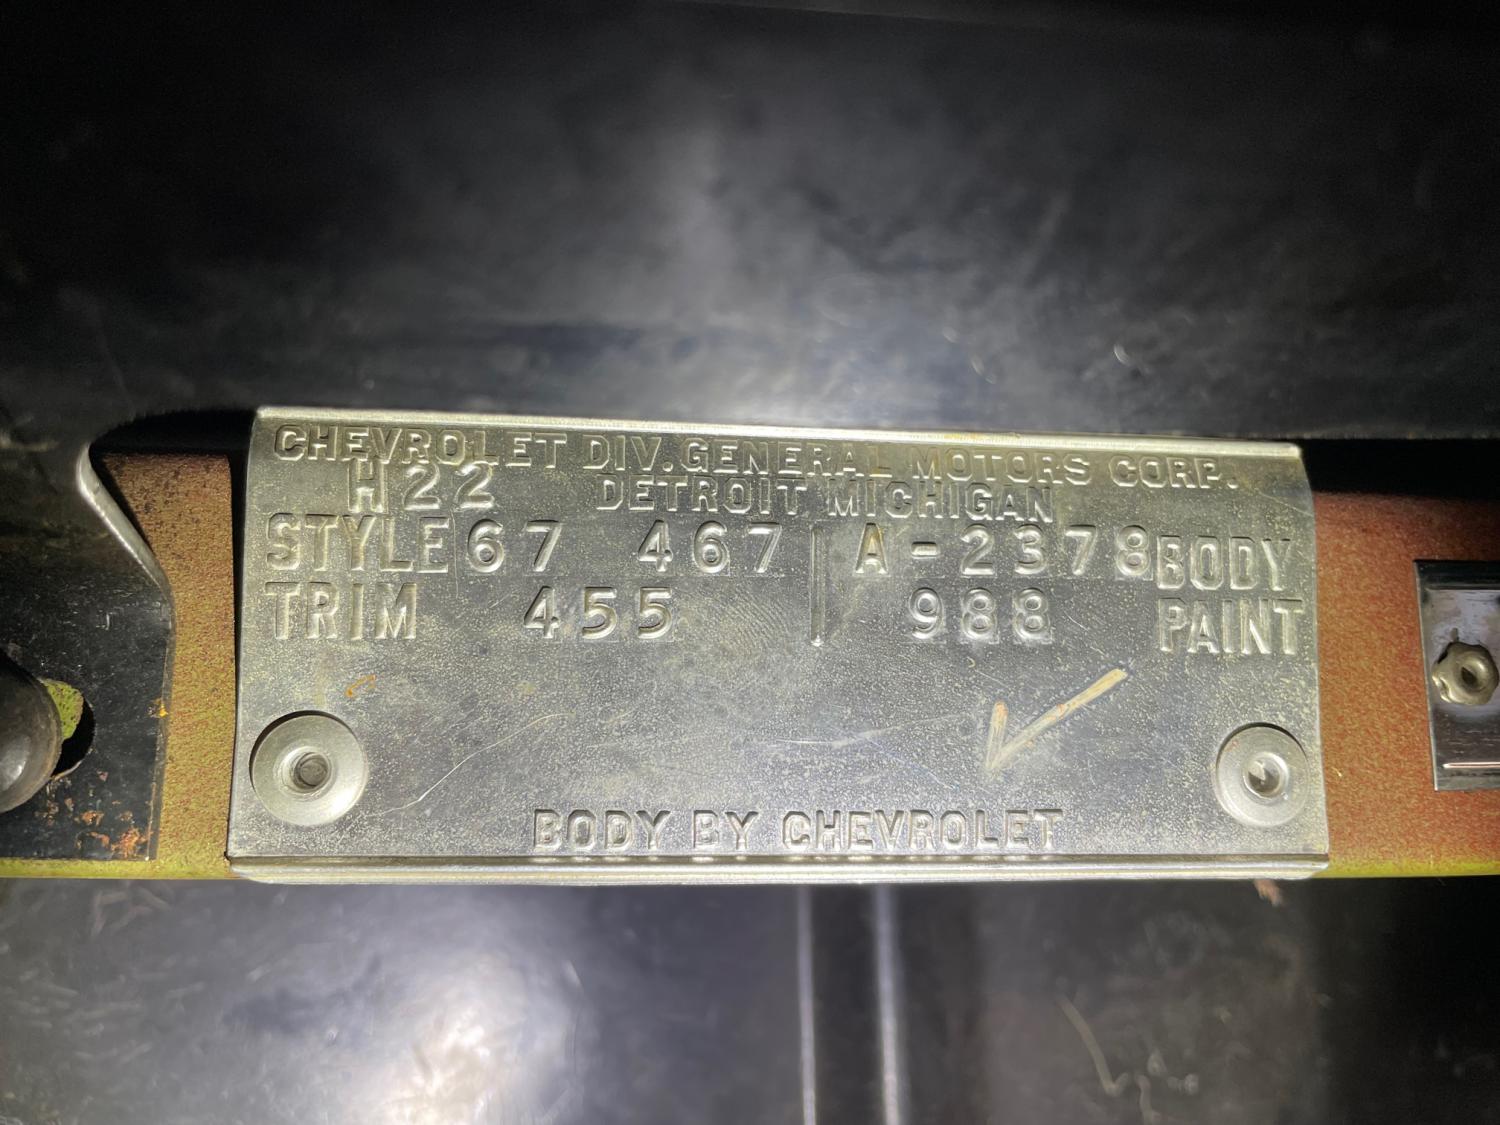 CHEVROLET DIV. GENERAL MOTORS CORP.
H22 DETROIT MICHIGAN
STYLE 67 467 A-2378 BODY
TRIM 455 988 PAINT
BODY BY CHEVROLET